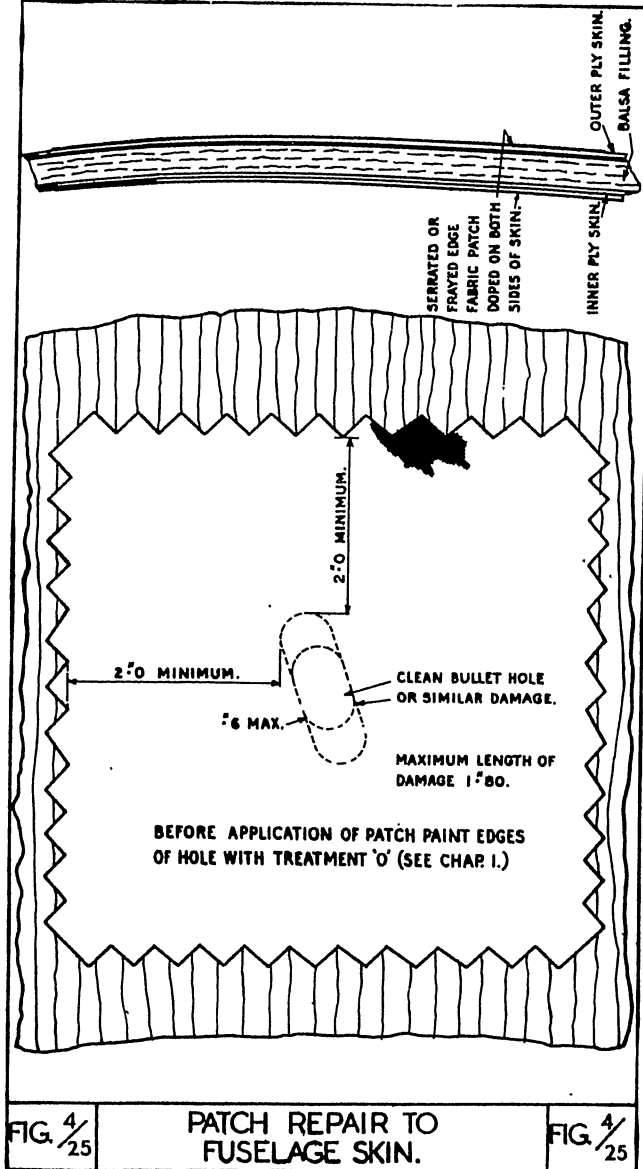 OUTER PLY SKIN.
BALSA FILLING.
SERRATED OR
FRAYED EDGE
FABRIC PATCH
DOPED ON BOTH
SIDES OF SKIN.
INNER PLY SKIN.
2"·0 MINIMUM.
2"·0 MINIMUM.
CLEAN BULLET HOLE
OR SIMILAR DAMAGE.
"·6 MAX.
MAXIMUM LENGTH OF
DAMAGE 1"·80.
BEFORE APPLICATION OF PATCH PAINT EDGES
OF HOLE WITH TREATMENT 'O' (SEE CHAP. 1.)
FIG. 4/25
PATCH REPAIR TO
FUSELAGE SKIN.
FIG. 4/25